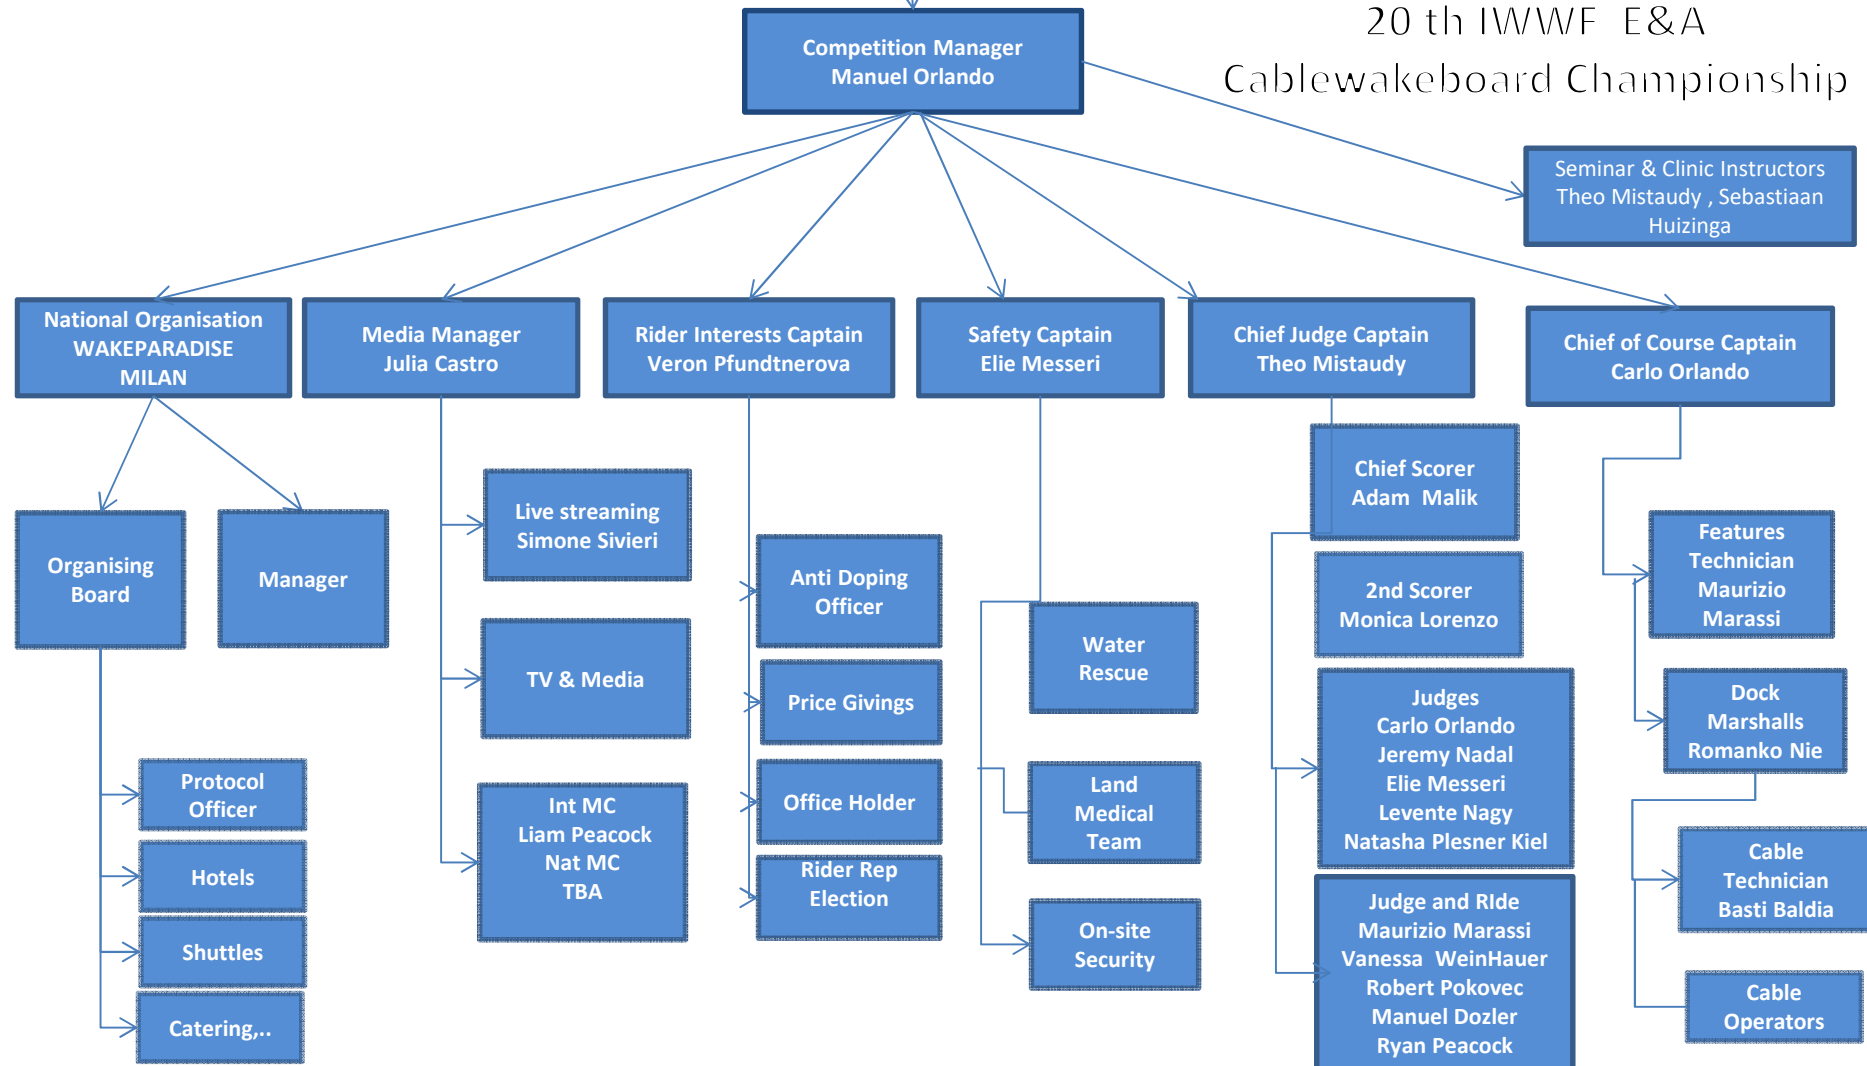 20 th IWWF E&A
Cablewakeboard Championship
Competition Manager
Manuel Orlando
Seminar & Clinic Instructors
Theo Mistaudy , Sebastiaan
Huizinga
National Organisation
WAKEPARADISE
MILAN
Media Manager
Julia Castro
Rider Interests Captain
Veron Pfundtnerova
Safety Captain
Elie Messeri
Chief Judge Captain
Theo Mistaudy
Chief of Course Captain
Carlo Orlando
Organising
Board
Manager
Protocol
Officer
Hotels
Shuttles
Catering,..
Live streaming
Simone Sivieri
TV & Media
Int MC
Liam Peacock
Nat MC
TBA
Anti Doping
Officer
Price Givings
Office Holder
Rider Rep
Election
Water
Rescue
Land
Medical
Team
On-site
Security
Chief Scorer
Adam Malik
2nd Scorer
Monica Lorenzo
Judges
Carlo Orlando
Jeremy Nadal
Elie Messeri
Levente Nagy
Natasha Plesner Kiel
Judge and RIde
Maurizio Marassi
Vanessa WeinHauer
Robert Pokovec
Manuel Dozler
Ryan Peacock
Features
Technician
Maurizio
Marassi
Dock
Marshalls
Romanko Nie
Cable
Technician
Basti Baldia
Cable
Operators